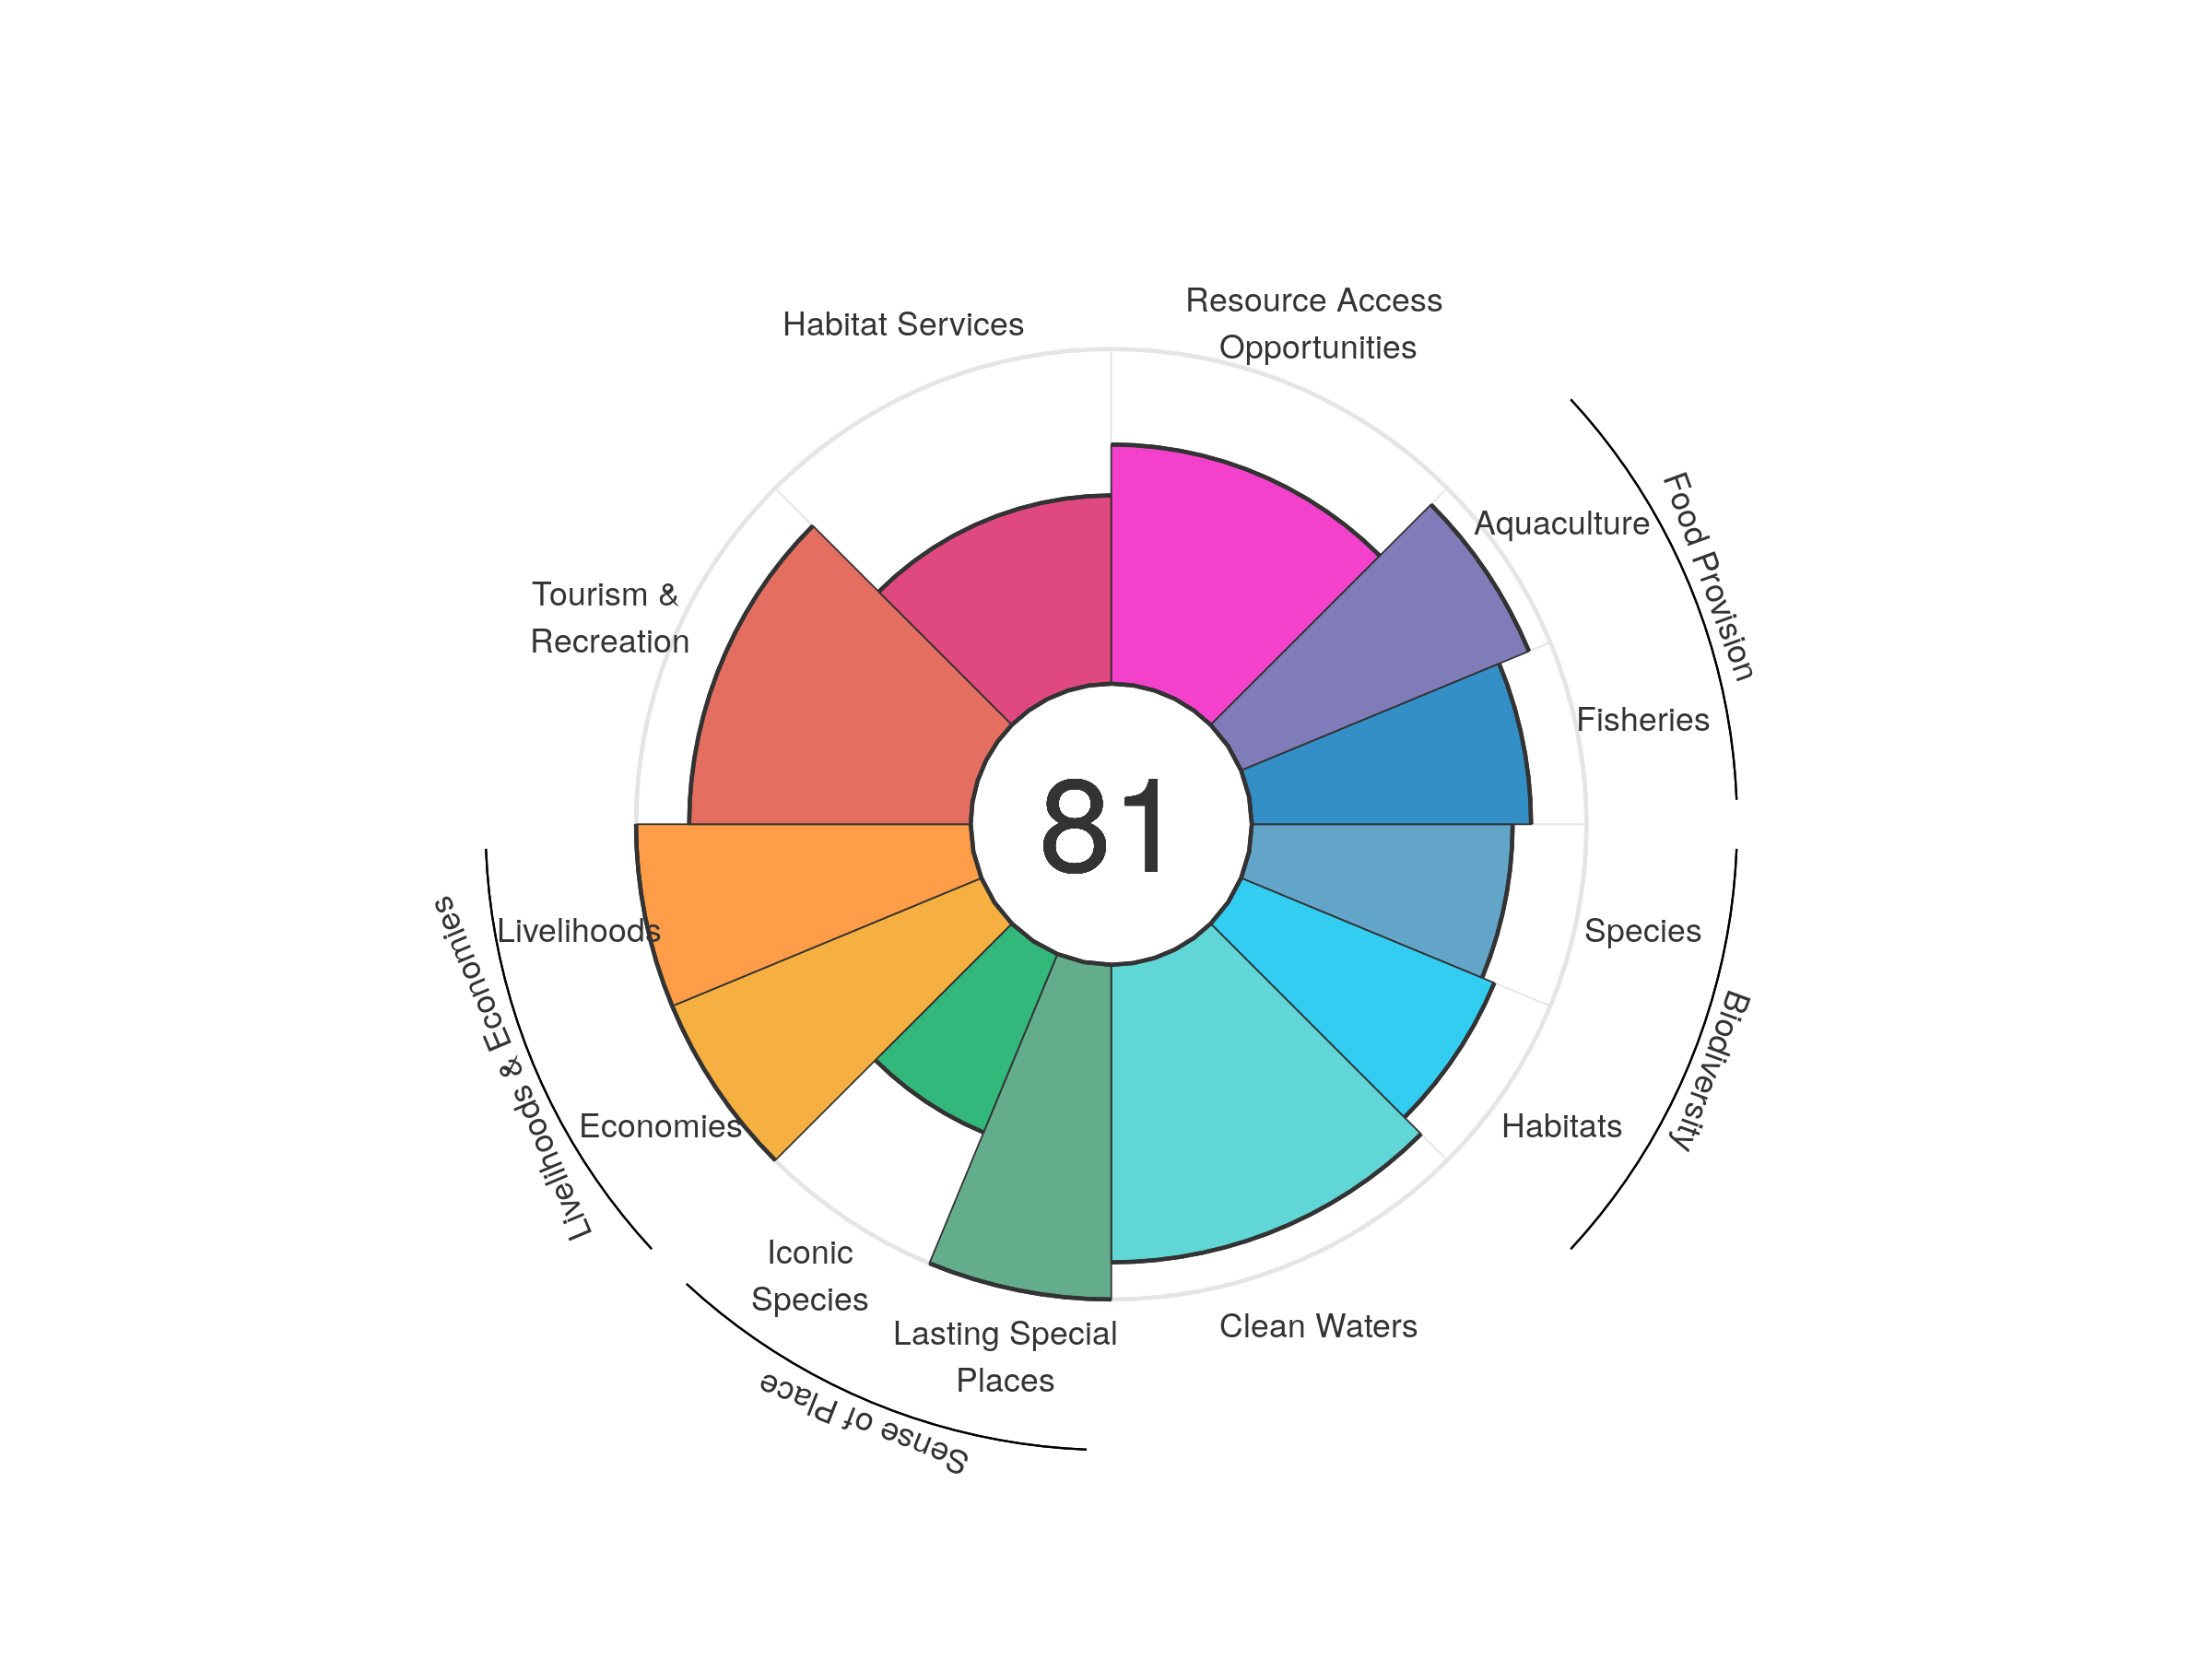 Resource Access
Opportunities
Habitat Services
Aquaculture
Food Provision
Tourism &
Recreation
Fisheries
81
Livelihoods
Species
Livelihoods & Economies
Biodiversity
Economies
Habitats
Iconic
Species
Lasting Special
Places
Clean Waters
Sense of Place